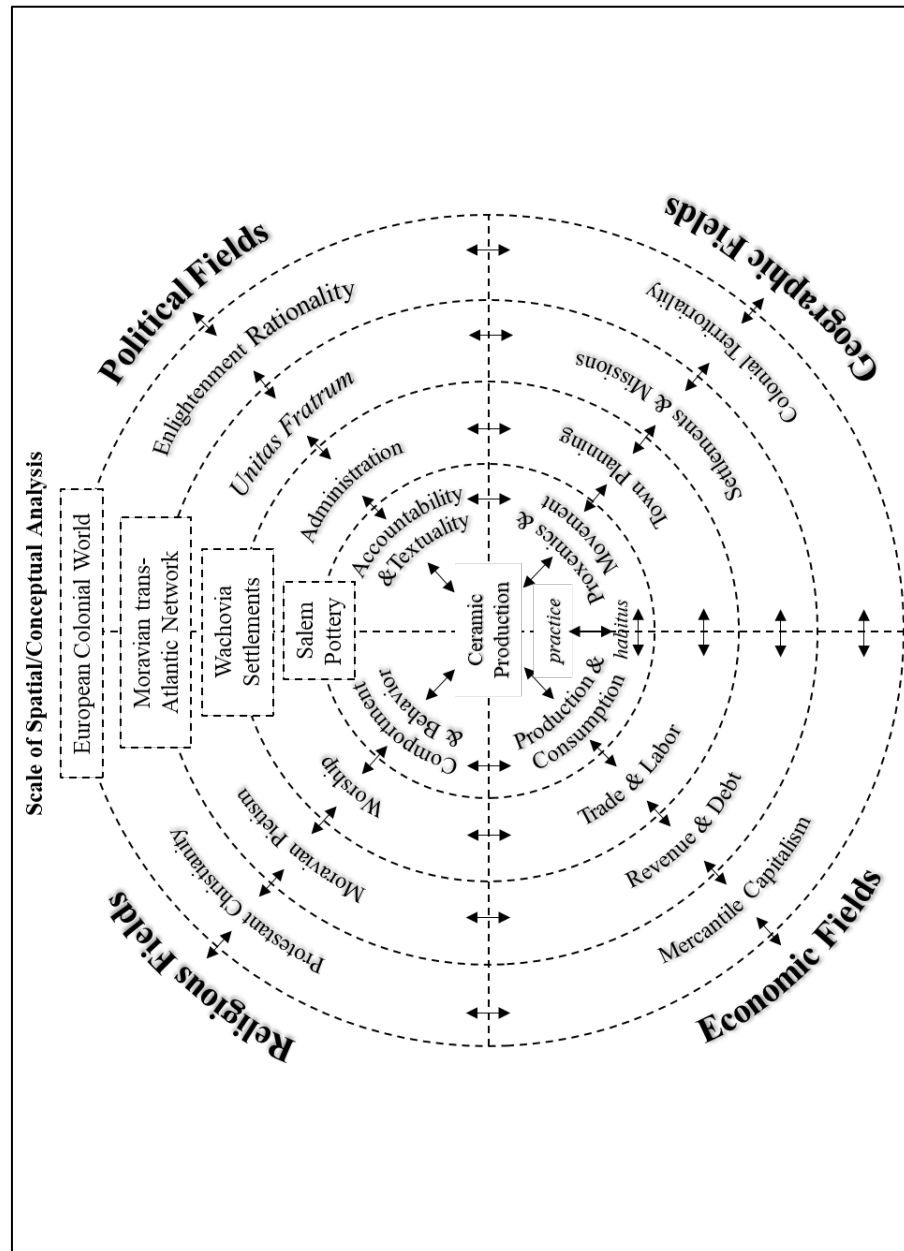 Scale of Spatial/Conceptual Analysis
European Colonial World
Moravian trans-
Atlantic Network
Wachovia
Settlements
Salem
Pottery
Religious Fields
Protestant Christianity
Moravian Pietism
Worship
Comportment
& Behavior
Political Fields
Enlightenment Rationality
Unitas Fratrum
Administration
Accountability
& Textuality
Ceramic
Production
practice
habitus
Production &
Consumption
Trade & Labor
Revenue & Debt
Mercantile Capitalism
Economic Fields
Proxemics &
Movement
Town Planning
Settlements & Missions
Colonial Territoriality
Geographic Fields